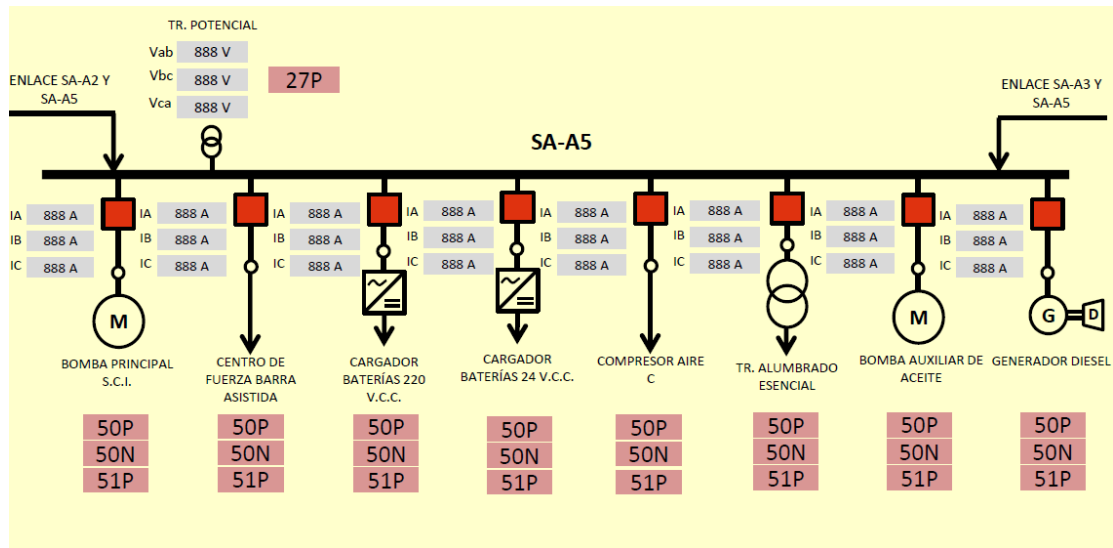 TR. POTENCIAL
Vab 888 V
Vbc 888 V
Vca 888 V
27P
ENLACE SA-A2 Y
SA-A5
ENLACE SA-A3 Y
SA-A5
SA-A5
IA 888 A IA 888 A IA 888 A IA 888 A IA 888 A IA 888 A IA 888 A IA 888 A
IB 888 A IB 888 A IB 888 A IB 888 A IB 888 A IB 888 A IB 888 A IB 888 A
IC 888 A IC 888 A IC 888 A IC 888 A IC 888 A IC 888 A IC 888 A IC 888 A
M
M
G
D
BOMBA PRINCIPAL
S.C.I.
CENTRO DE
FUERZA BARRA
ASISTIDA
CARGADOR
BATERÍAS 220
V.C.C.
CARGADOR
BATERÍAS 24 V.C.C.
COMPRESOR AIRE
C
TR. ALUMBRADO
ESENCIAL
BOMBA AUXILIAR DE
ACEITE
GENERADOR DIESEL
50P 50P 50P 50P 50P 50P 50P 50P
50N 50N 50N 50N 50N 50N 50N 50N
51P 51P 51P 51P 51P 51P 51P 51P